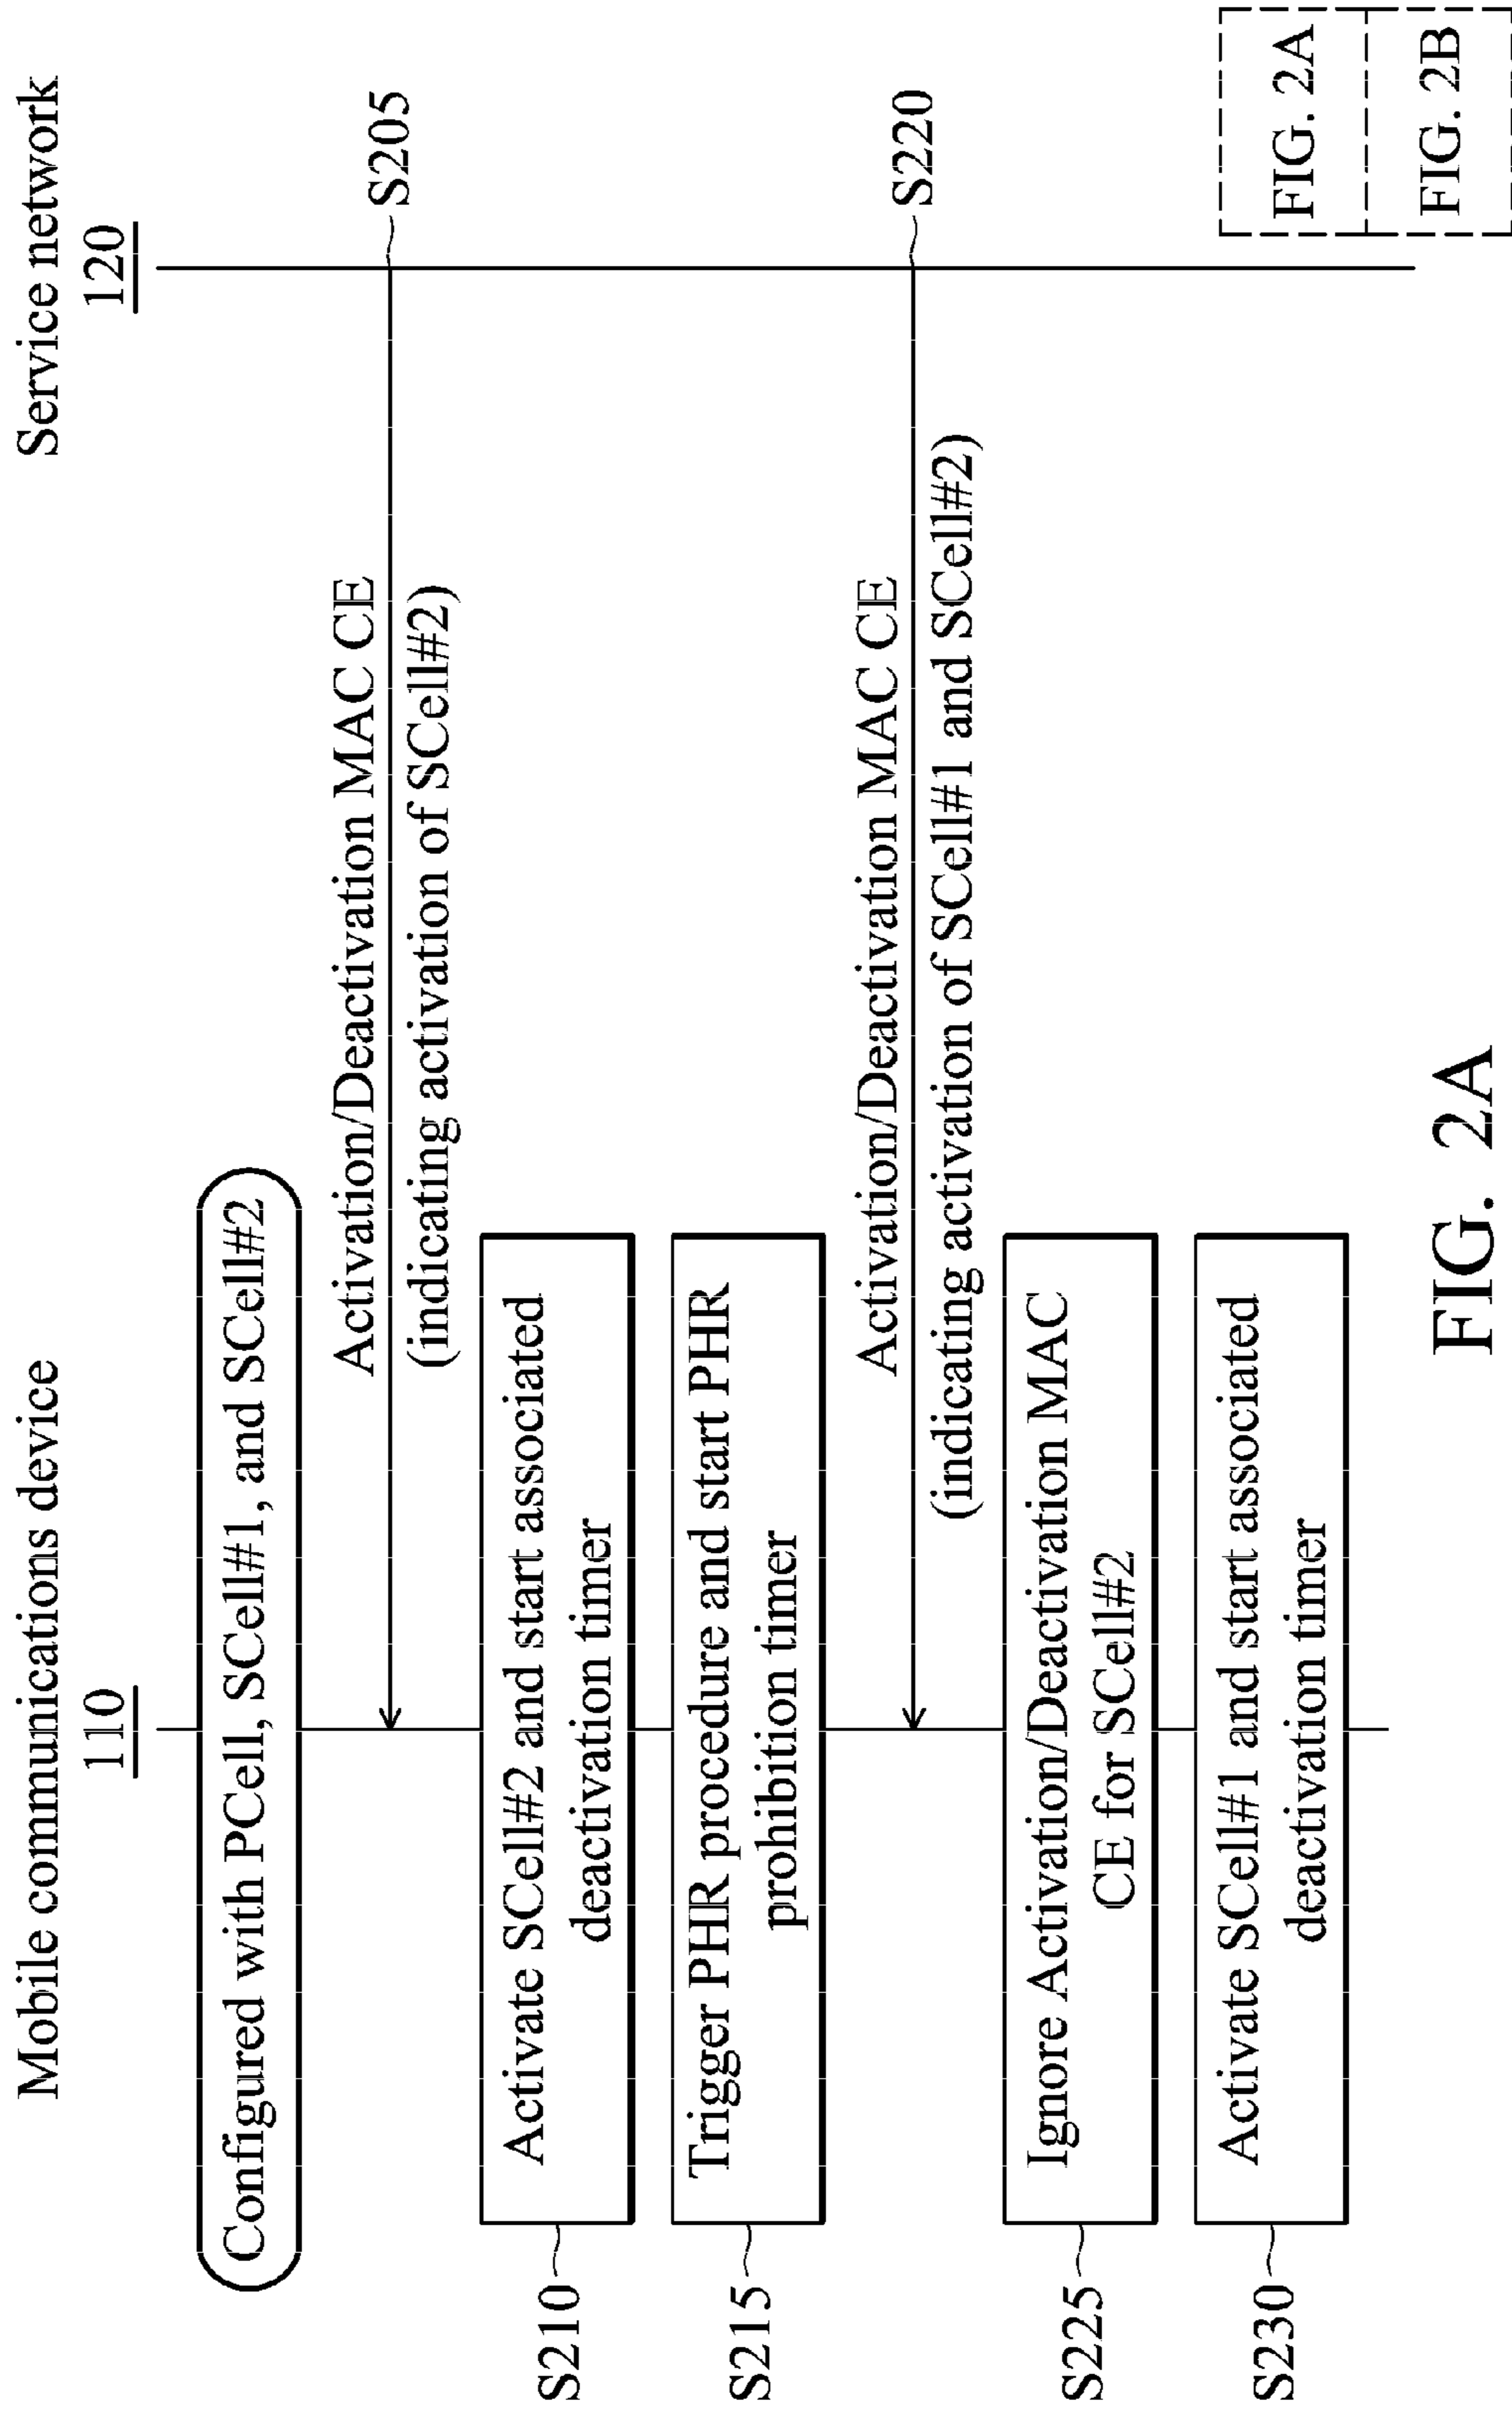 Mobile communications device
110
Service network
120
Configured with PCell, SCell#1, and SCell#2
Activation/Deactivation MAC CE
S205
(indicating activation of SCell#2)
S210
Activate SCell#2 and start associated
deactivation timer
S215
Trigger PHR procedure and start PHR
prohibition timer
Activation/Deactivation MAC CE
S220
(indicating activation of SCell#1 and SCell#2)
S225
Ignore Activation/Deactivation MAC
CE for SCell#2
S230
Activate SCell#1 and start associated
deactivation timer
FIG. 2A
FIG. 2B
FIG. 2A